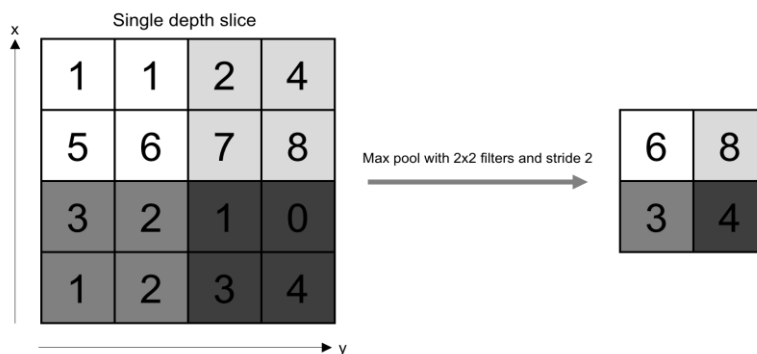 Single depth slice
x
1 1 2 4
5 6 7 8
3 2 1 0
1 2 3 4
y
Max pool with 2x2 filters and stride 2
6 8
3 4